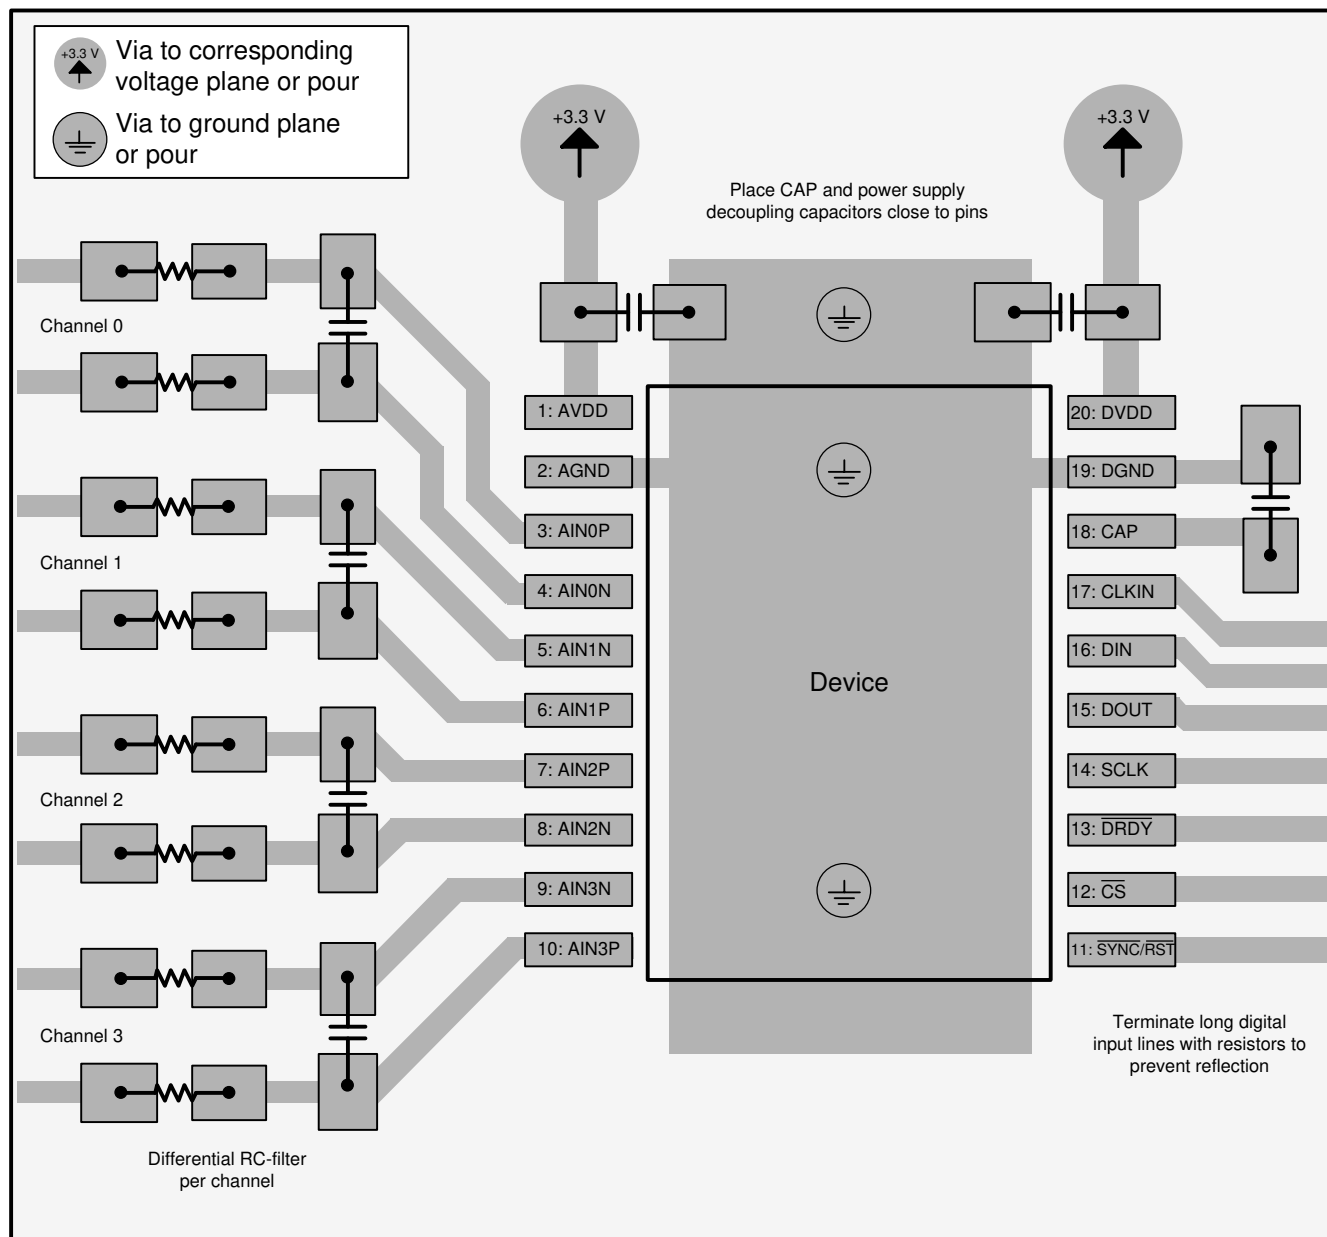 +3.3 V
Via to corresponding
voltage plane or pour
Via to ground plane
or pour
+3.3 V
+3.3 V
Place CAP and power supply
decoupling capacitors close to pins
Channel 0
Channel 1
Channel 2
Channel 3
Differential RC-filter
per channel
1: AVDD
2: AGND
3: AIN0P
4: AIN0N
5: AIN1N
6: AIN1P
7: AIN2P
8: AIN2N
9: AIN3N
10: AIN3P
Device
20: DVDD
19: DGND
18: CAP
17: CLKIN
16: DIN
15: DOUT
14: SCLK
13: D̅R̅D̅Y̅
12: C̅S̅
11: S̅Y̅N̅C̅/R̅S̅T̅
Terminate long digital
input lines with resistors to
prevent reflection